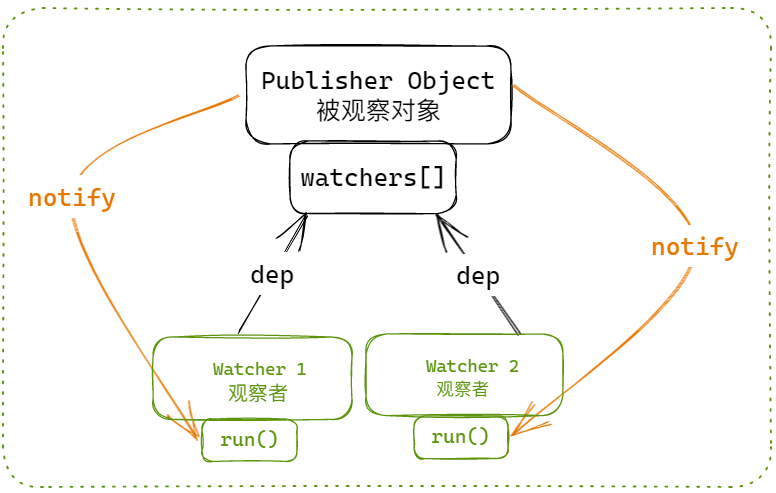 Publisher Object
被观察对象
watchers[]
notify
notify
dep
dep
Watcher 1
观察者
Watcher 2
观察者
run()
run()